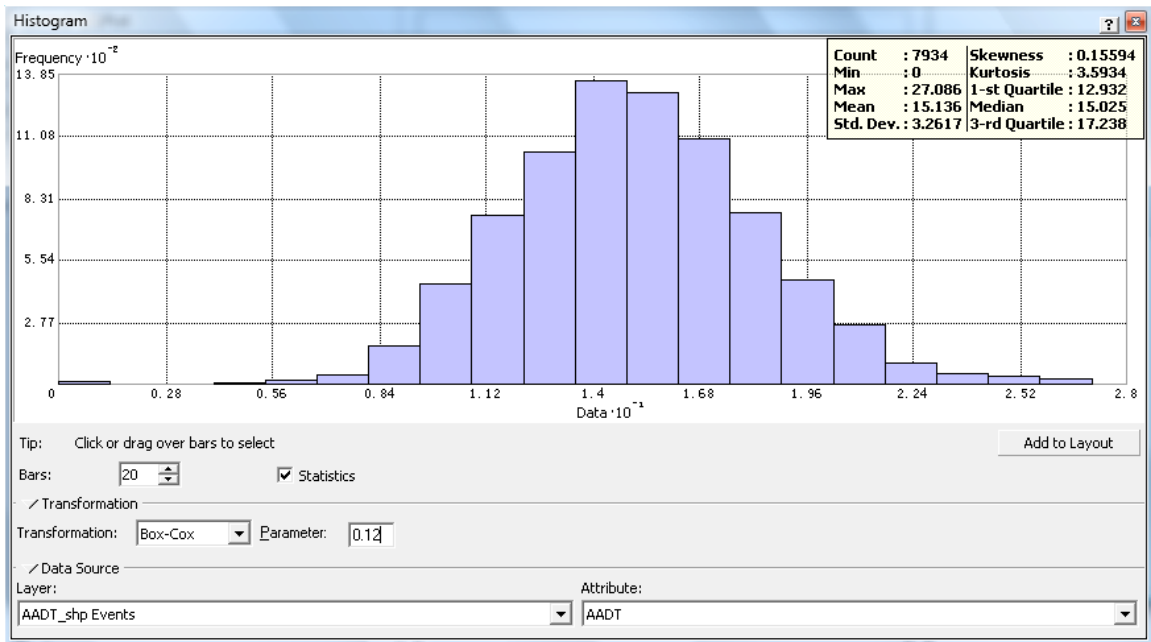 Histogram
?
Frequency ·10⁻²
13.85
11.08
8.31
5.54
2.77
0 0.28 0.56 0.84 1.12 1.4 1.68 1.96 2.24 2.52 2.8
Data ·10⁻¹
Count : 7934 Skewness : 0.15594
Min : 0 Kurtosis : 3.5934
Max : 27.086 1-st Quartile : 12.932
Mean : 15.136 Median : 15.025
Std. Dev. : 3.2617 3-rd Quartile : 17.238
Tip: Click or drag over bars to select Add to Layout
Bars: 20 Statistics
Transformation
Transformation: Box-Cox Parameter: 0.12
Data Source
Layer: Attribute:
AADT_shp Events AADT